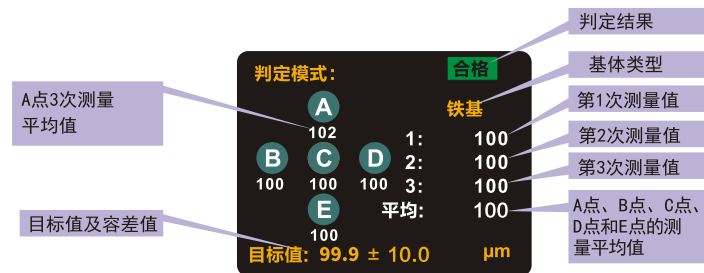 判定结果
判定模式：
合格
基体类型
A点3次测量
平均值
A
铁基
102
第1次测量值
1: 100
B
C
D
第2次测量值
2: 100
100
100
100
第3次测量值
3: 100
E
平均: 100
A点、B点、C点、
D点和E点的测
量平均值
目标值及容差值
100
目标值: 99.9 ± 10.0 μm